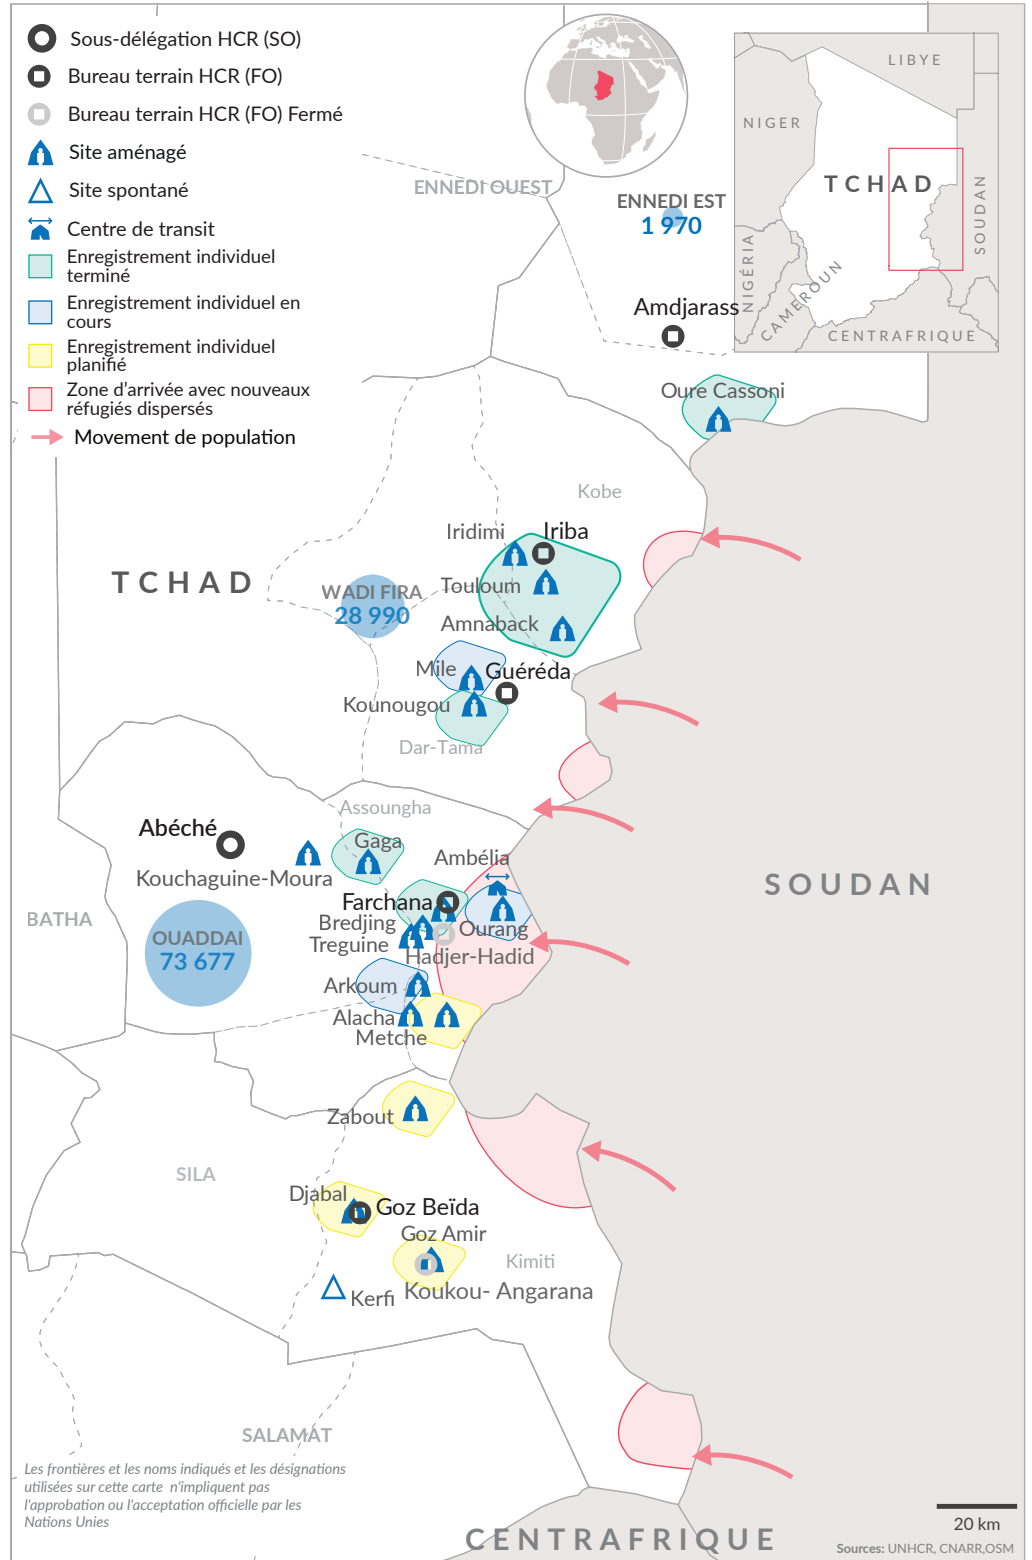 Sous-délégation HCR (SO)
Bureau terrain HCR (FO)
Bureau terrain HCR (FO) Fermé
Site aménagé
Site spontané
Centre de transit
Enregistrement individuel
terminé
Enregistrement individuel en
cours
Enregistrement individuel
planifié
Zone d'arrivée avec nouveaux
réfugiés dispersés
Movement de population
LIBYE
NIGER
TCHAD
SOUDAN
NIGÉRIA
CAMEROUN
CENTRAFRIQUE
ENNEDI OUEST
ENNEDI EST
1 970
Amdjarass
Oure Cassoni
Kobe
Iridimi
Iriba
TCHAD
WADI FIRA
28 990
Touloum
Amnaback
Mile
Guéréda
Kounougou
Dar-Tama
Assoungha
Abéché
Gaga
Ambélia
Kouchaguine-Moura
SOUDAN
Farchana
BATHA
Bredjing
Ourang
OUADDAI
73 677
Treguine
Hadjer-Hadid
Arkoum
Alacha
Metche
Zabout
SILA
Djabal
Goz Beïda
Goz Amir
Kimiti
Kerfi
Koukou- Angarana
SALAMAT
Les frontières et les noms indiqués et les désignations
utilisées sur cette carte n'impliquent pas
l'approbation ou l'acceptation officielle par les
Nations Unies
CENTRAFRIQUE
20 km
Sources: UNHCR, CNARR,OSM